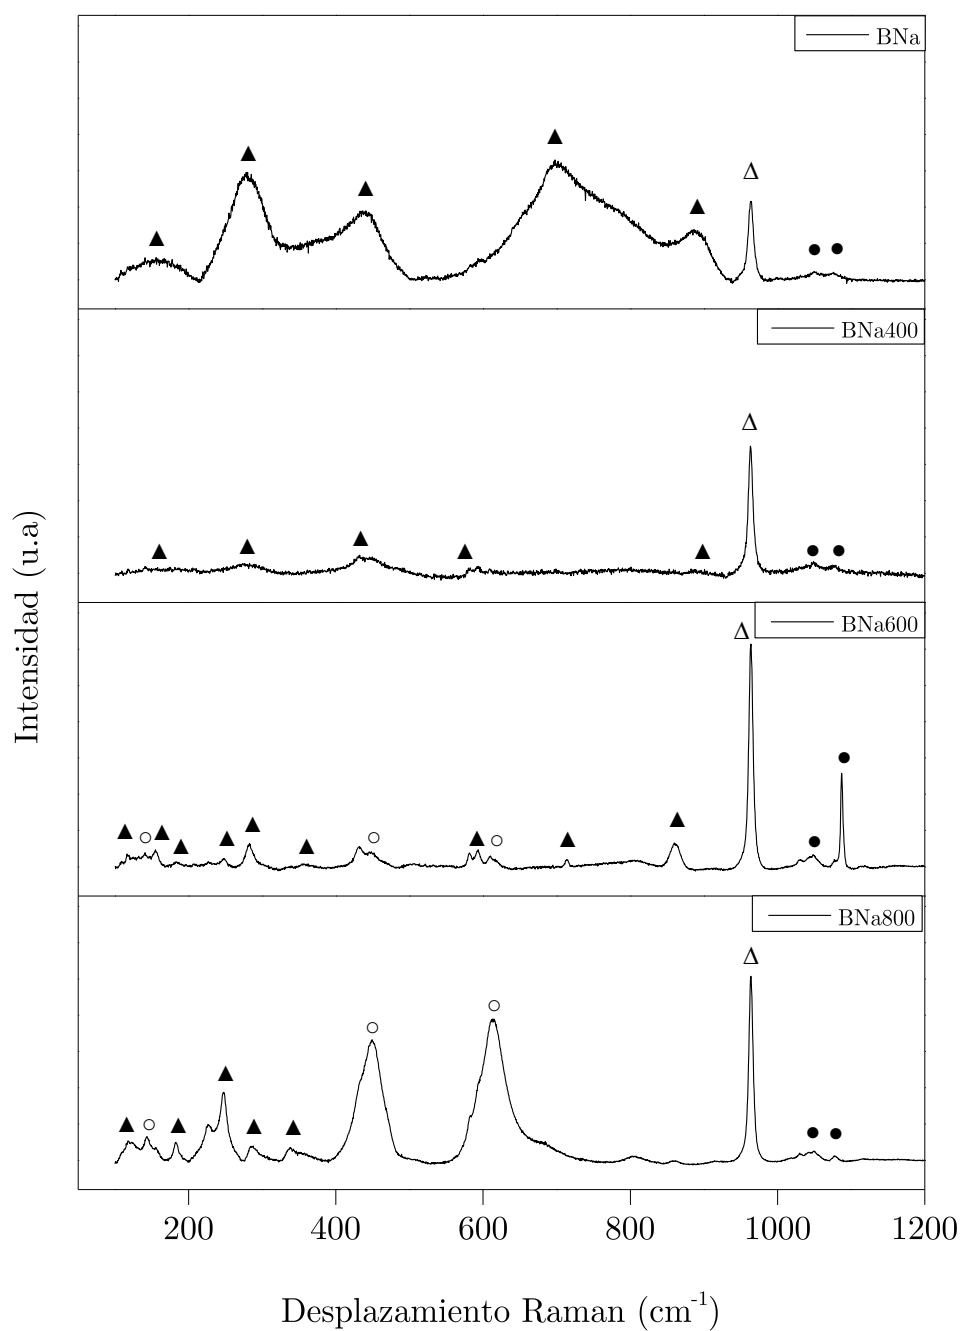 BNa
BNa400
BNa600
BNa800
Intensidad (u.a)
200 400 600 800 1000 1200
Desplazamiento Raman (cm-1)